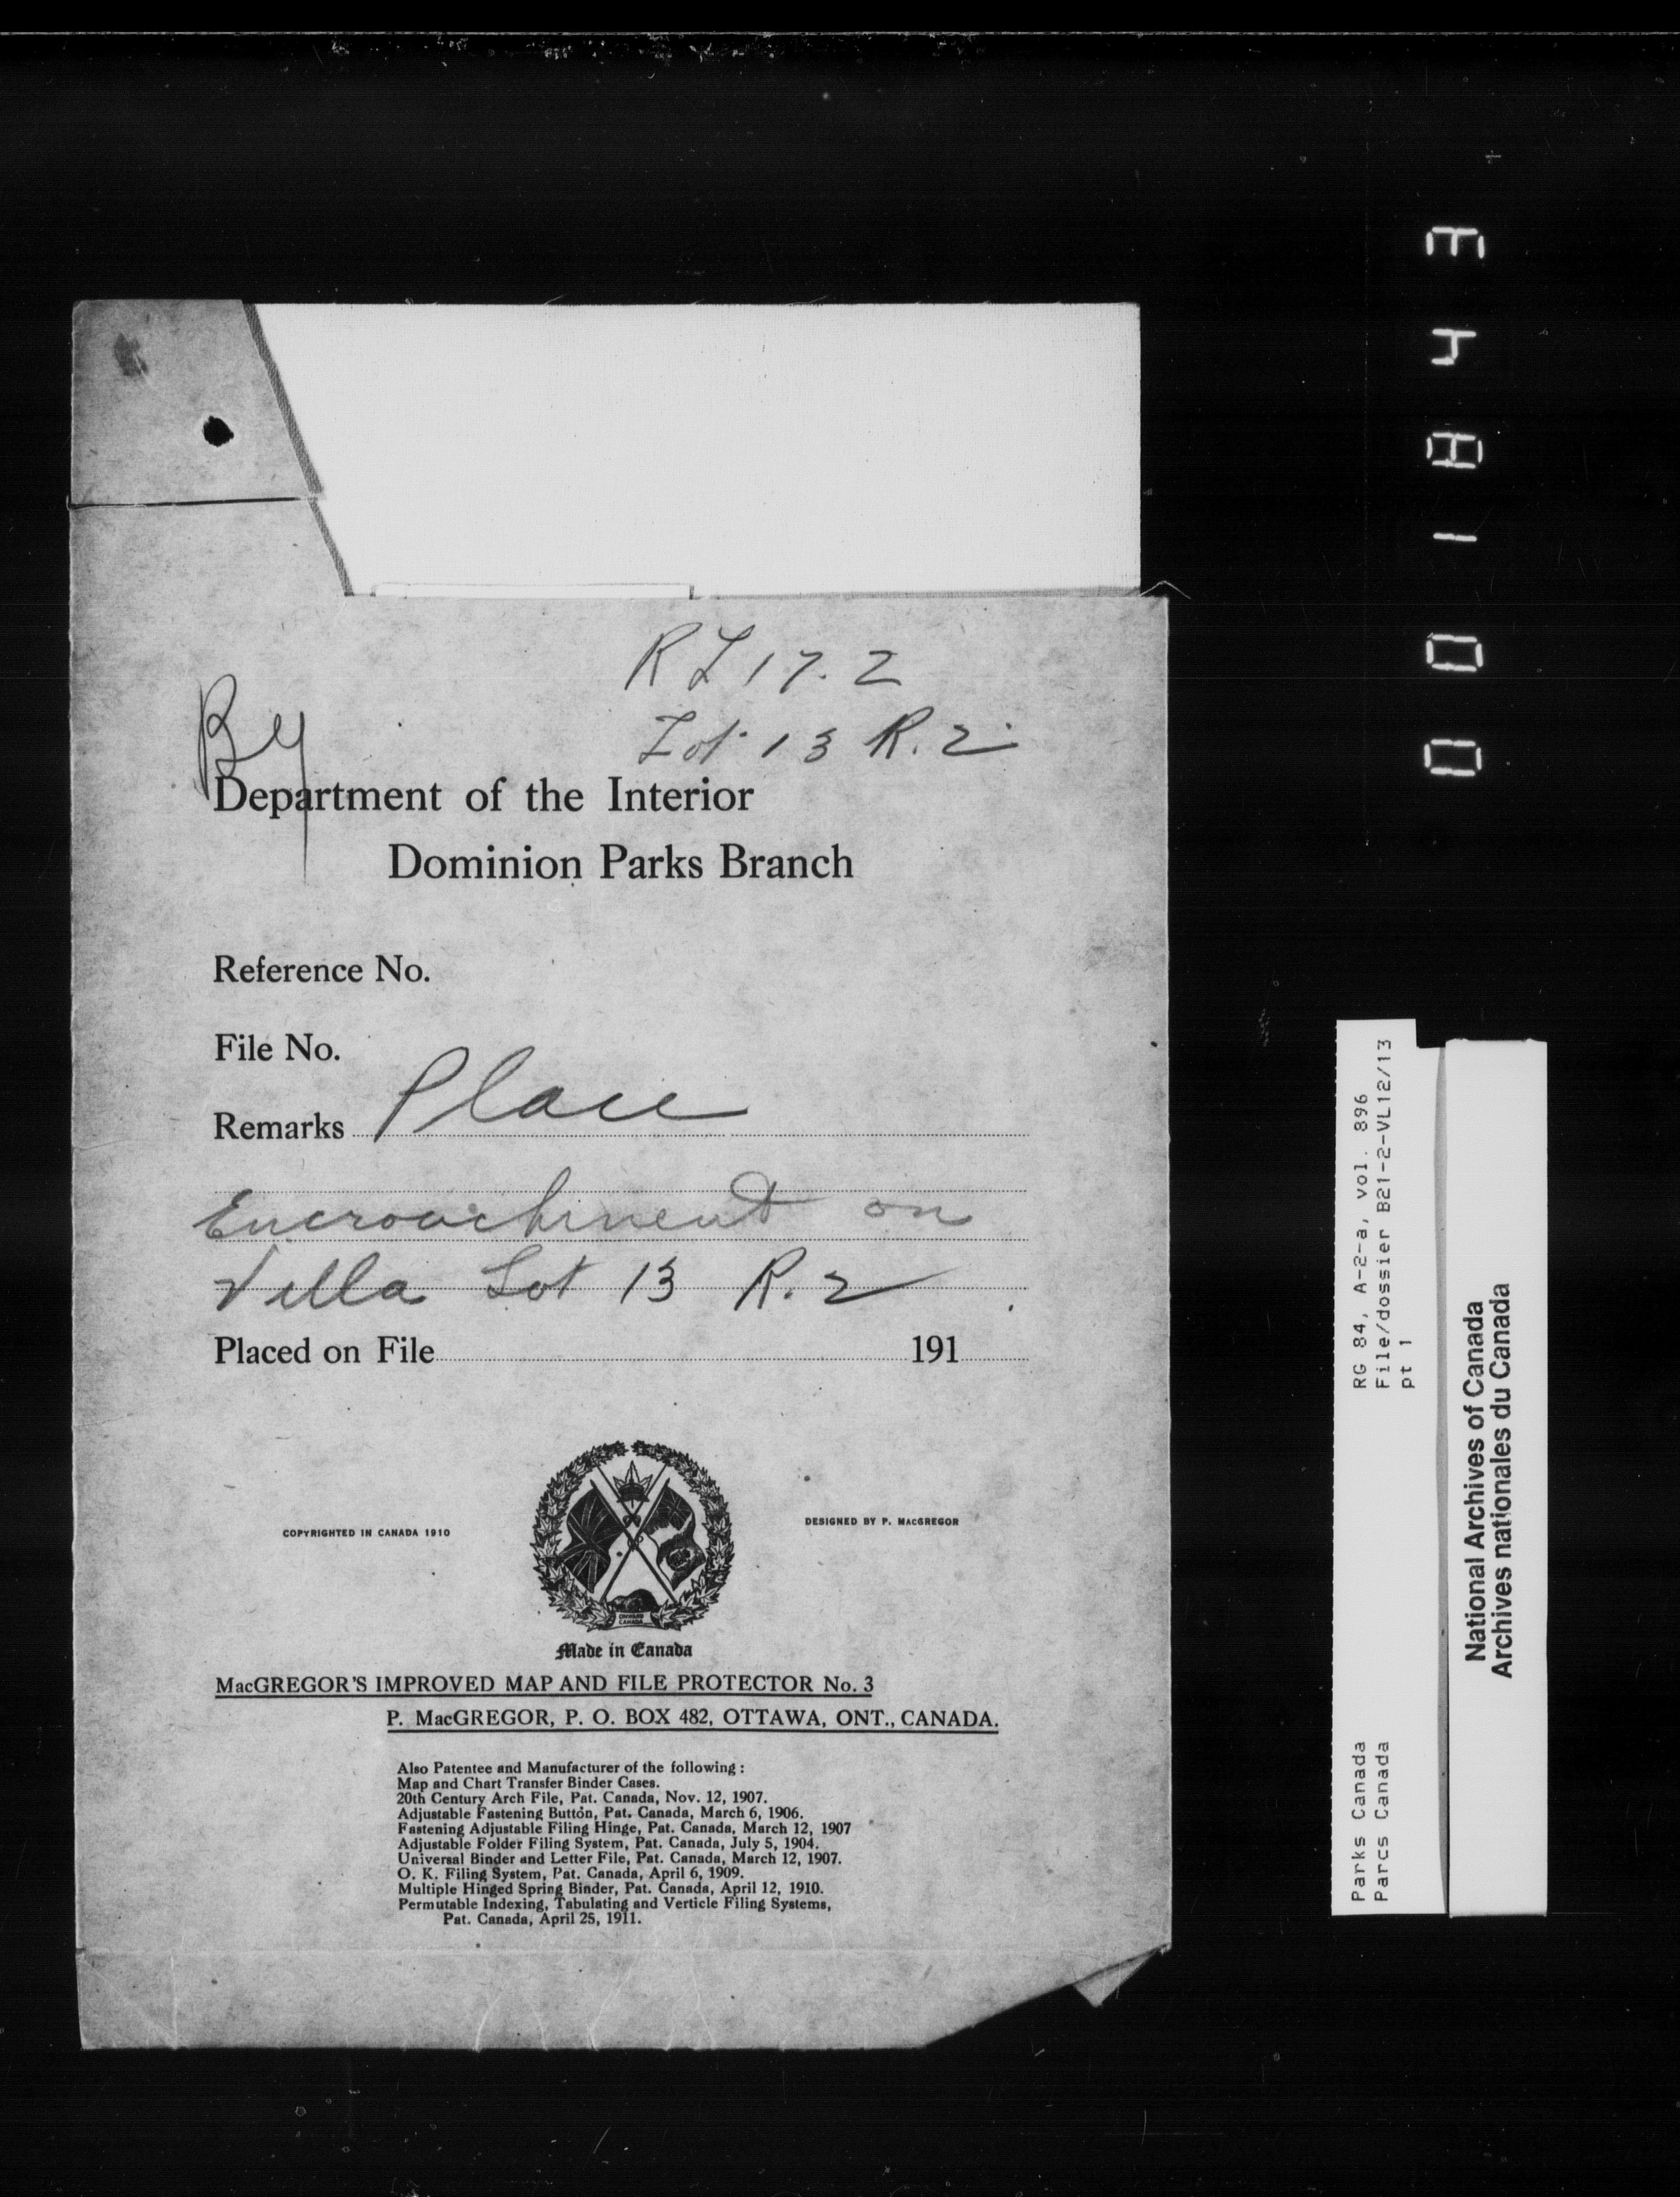 R L 17.2
Lot 13 R.2
By
Department of the Interior
Dominion Parks Branch
Reference No.
File No.
Remarks Place
Encroachment on
Villa Lot 13 R.2
Placed on File 191
COPYRIGHTED IN CANADA 1910
DESIGNED BY P. MacGREGOR
ONWARD
CANADA
Made in Canada
MacGREGOR'S IMPROVED MAP AND FILE PROTECTOR No. 3
P. MacGREGOR, P. O. BOX 482, OTTAWA, ONT., CANADA.
Also Patentee and Manufacturer of the following :
Map and Chart Transfer Binder Cases.
20th Century Arch File, Pat. Canada, Nov. 12, 1907.
Adjustable Fastening Button, Pat. Canada, March 6, 1906.
Fastening Adjustable Filing Hinge, Pat. Canada, March 12, 1907
Adjustable Folder Filing System, Pat. Canada, July 5, 1904.
Universal Binder and Letter File, Pat. Canada, March 12, 1907.
O. K. Filing System, Pat. Canada, April 6, 1909.
Multiple Hinged Spring Binder, Pat. Canada, April 12, 1910.
Permutable Indexing, Tabulating and Verticle Filing Systems,
Pat. Canada, April 25, 1911.
Parks Canada
Parcs Canada
RG 84, A-2-a, vol. 896
File/dossier B21-2-VL12/13
pt 1
National Archives of Canada
Archives nationales du Canada